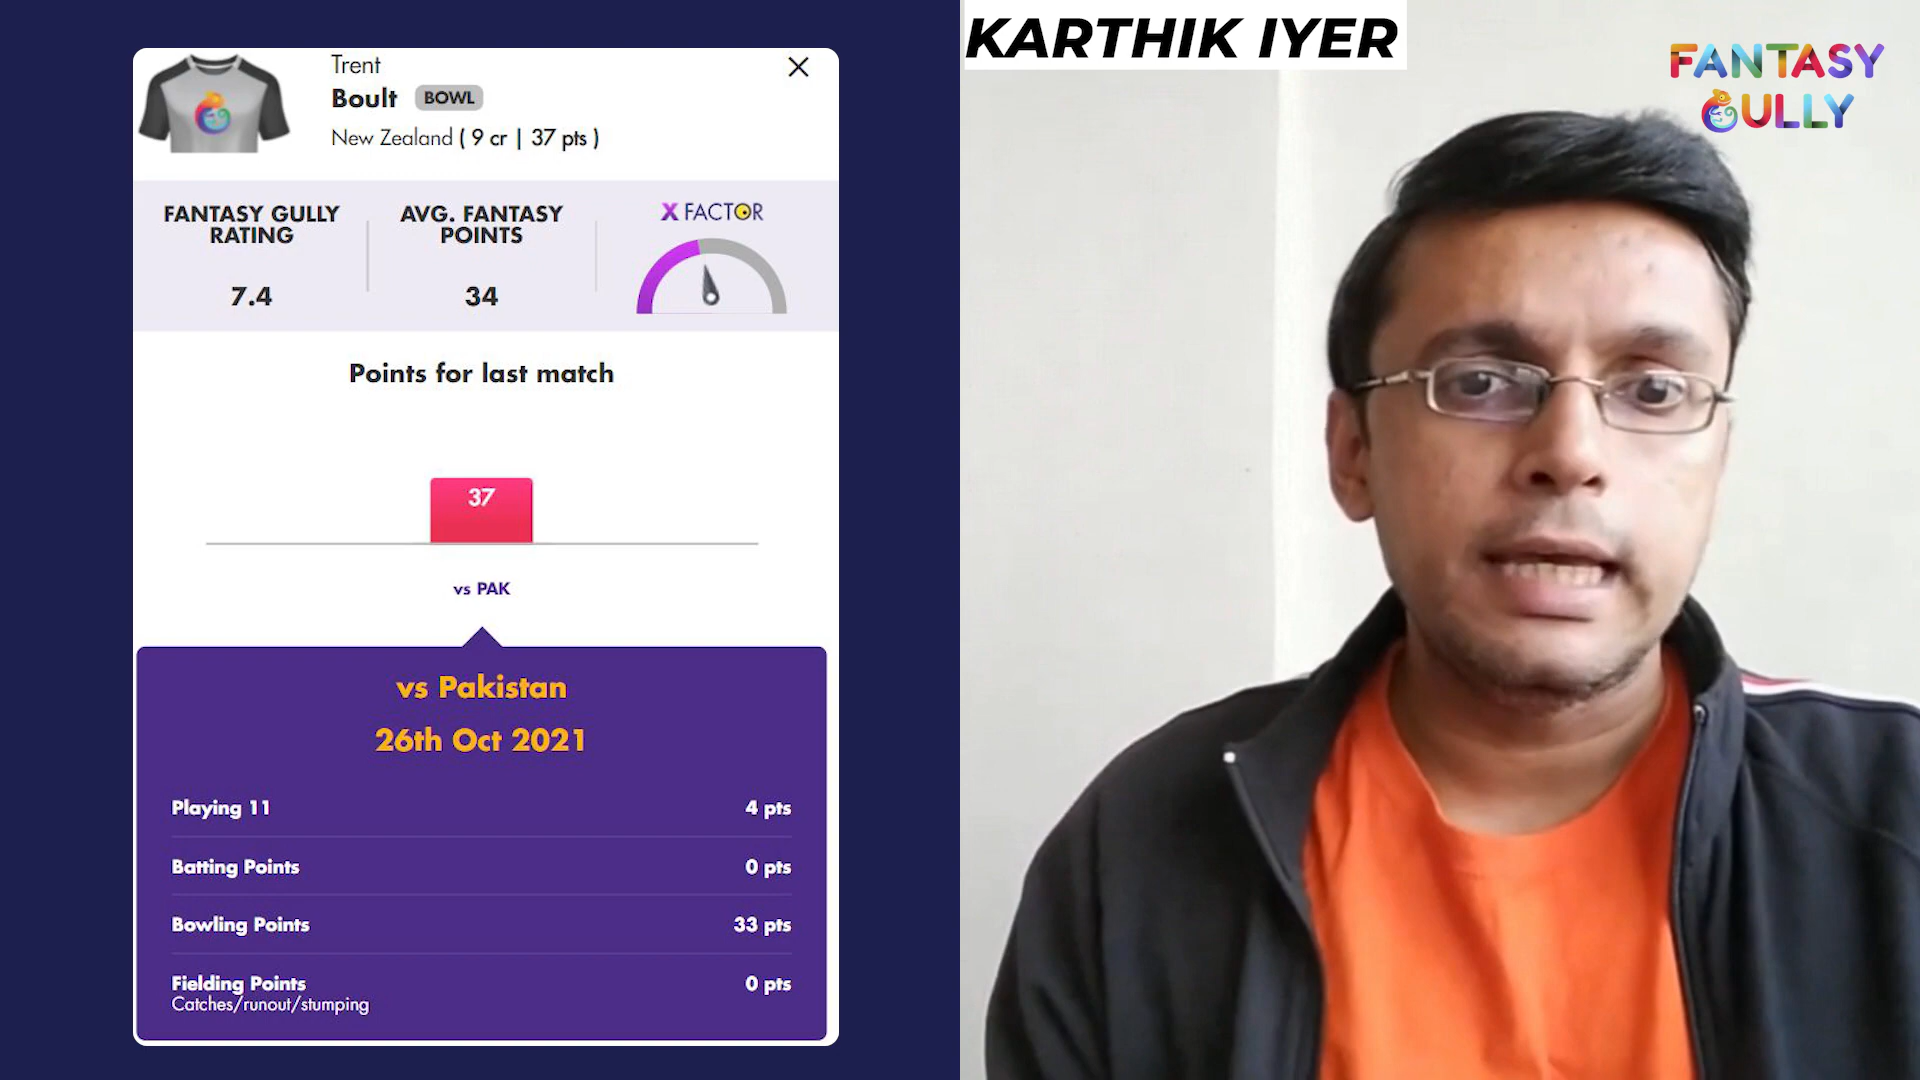 Trent
Boult BOWL
New Zealand ( 9 cr | 37 pts )
FANTASY GULLY
RATING
7.4
AVG. FANTASY
POINTS
34
X FACTOR
Points for last match
37
vs PAK
vs Pakistan
26th Oct 2021
Playing 11 4 pts
Batting Points 0 pts
Bowling Points 33 pts
Fielding Points 0 pts
Catches/runout/stumping
KARTHIK IYER
FANTASY
GULLY